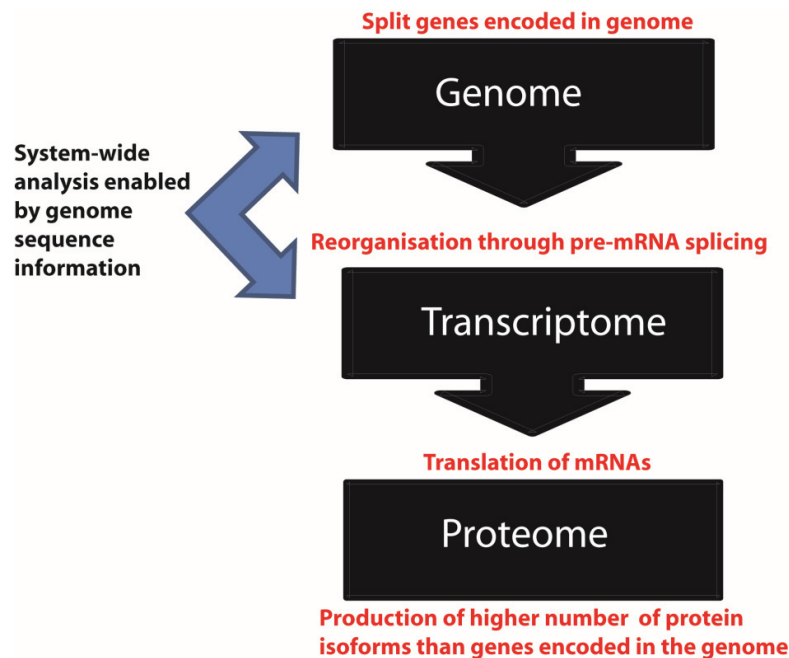 Split genes encoded in genome
Genome
System-wide
analysis enabled
by genome
sequence
information
Reorganisation through pre-mRNA splicing
Transcriptome
Translation of mRNAs
Proteome
Production of higher number of protein
isoforms than genes encoded in the genome